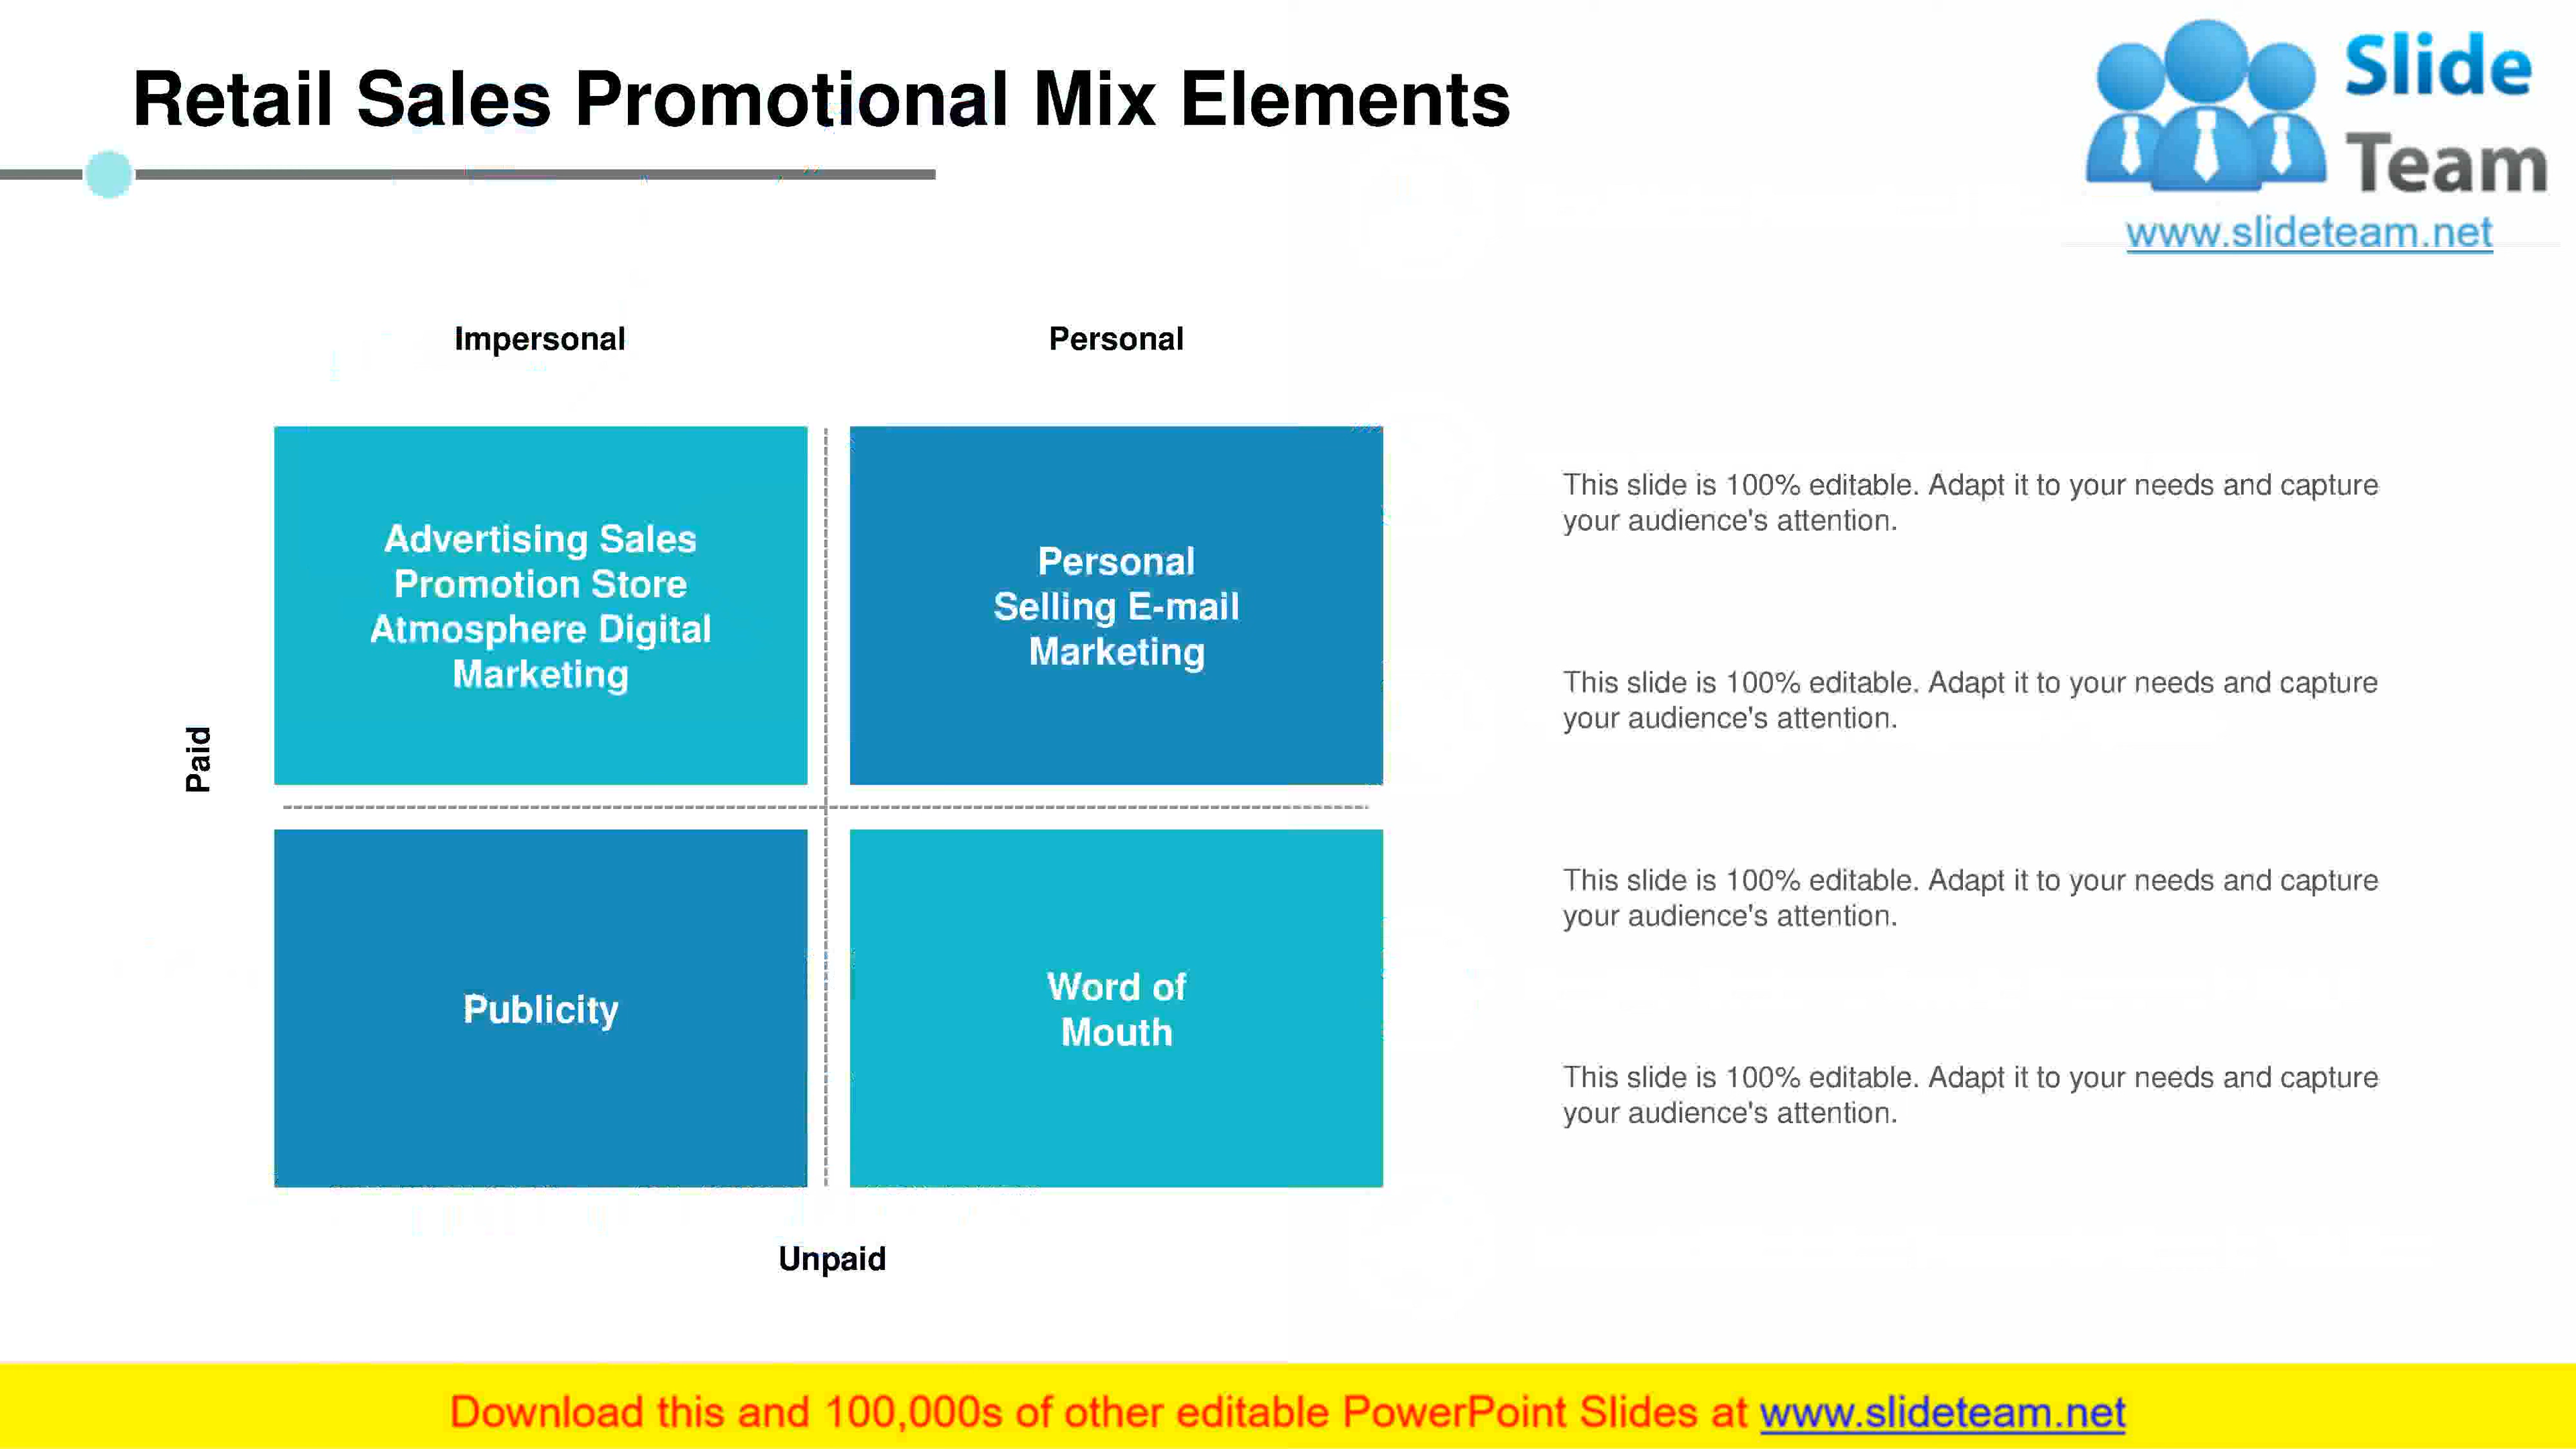 Retail Sales Promotional Mix Elements
Slide
Team
www.slideteam.net
Impersonal
Personal
Advertising Sales
Promotion Store
Atmosphere Digital
Marketing
Personal
Selling E-mail
Marketing
Paid
Publicity
Word of
Mouth
Unpaid
This slide is 100% editable. Adapt it to your needs and capture
your audience's attention.
This slide is 100% editable. Adapt it to your needs and capture
your audience's attention.
This slide is 100% editable. Adapt it to your needs and capture
your audience's attention.
This slide is 100% editable. Adapt it to your needs and capture
your audience's attention.
Download this and 100,000s of other editable PowerPoint Slides at www.slideteam.net